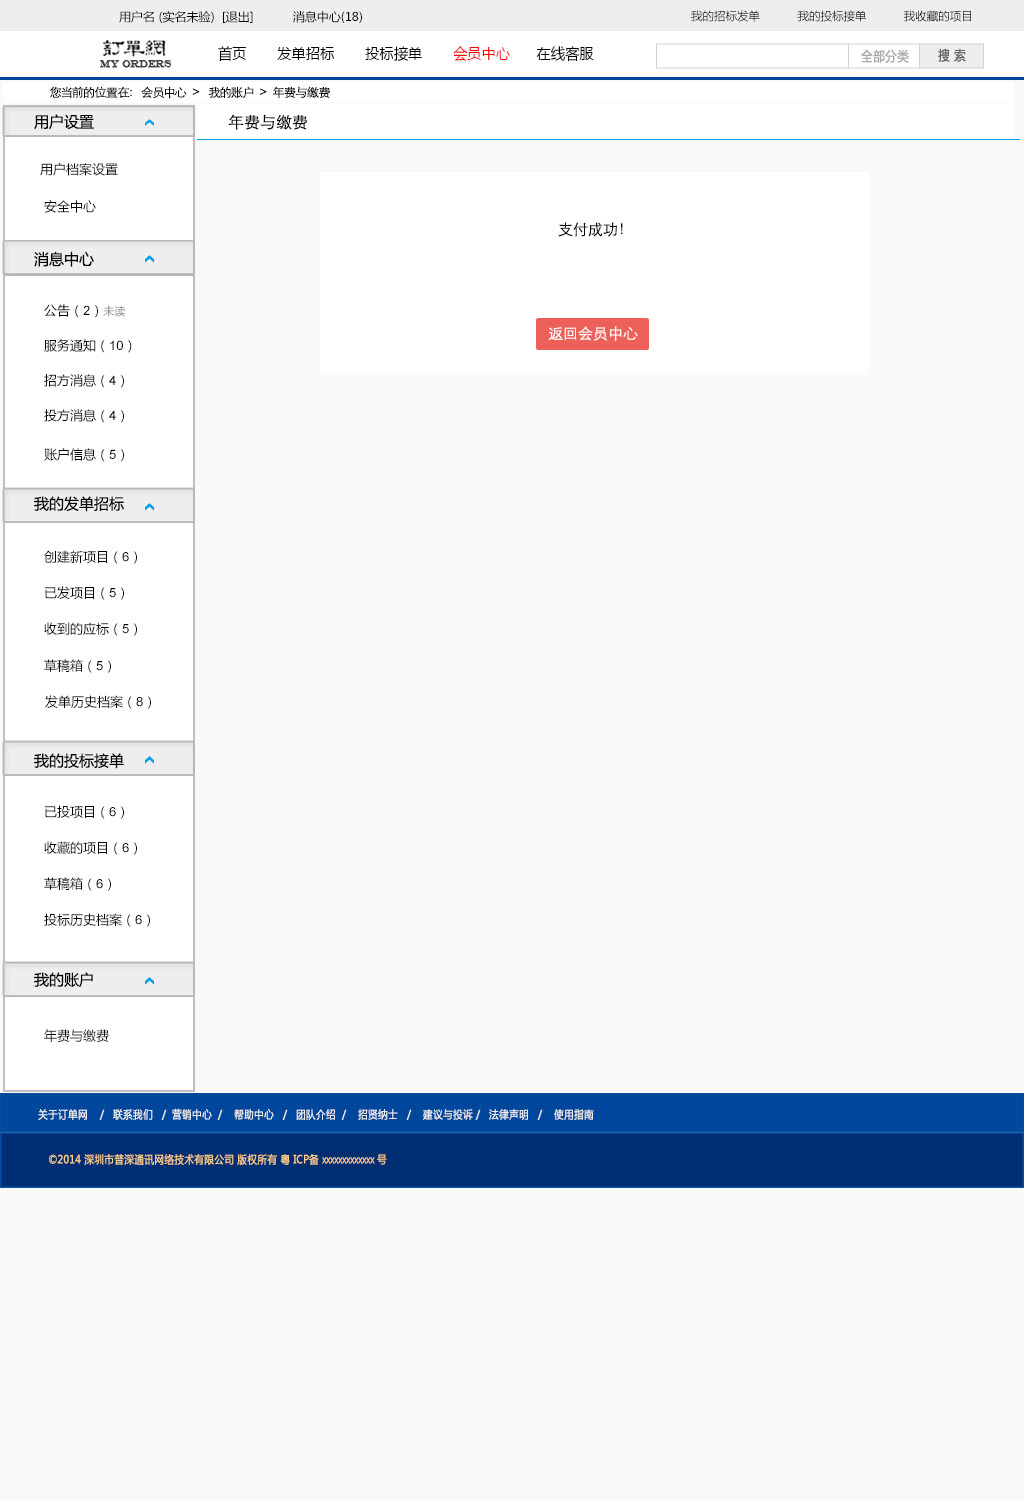 用户名 (实名未验) [退出] 消息中心(18) 我的招标发单 我的投标接单 我收藏的项目
訂單網
MY ORDERS
首页 发单招标 投标接单 会员中心 在线客服 全部分类 搜 索
您当前的位置在: 会员中心 > 我的账户 > 年费与缴费
用户设置
年费与缴费
用户档案设置
安全中心
支付成功!
返回会员中心
消息中心
公告 ( 2 ) 未读
服务通知 ( 10 )
招方消息 ( 4 )
投方消息 ( 4 )
账户信息 ( 5 )
我的发单招标
创建新项目 ( 6 )
已发项目 ( 5 )
收到的应标 ( 5 )
草稿箱 ( 5 )
发单历史档案 ( 8 )
我的投标接单
已投项目 ( 6 )
收藏的项目 ( 6 )
草稿箱 ( 6 )
投标历史档案 ( 6 )
我的账户
年费与缴费
关于订单网 / 联系我们 / 营销中心 / 帮助中心 / 团队介绍 / 招贤纳士 / 建议与投诉 / 法律声明 / 使用指南
©2014 深圳市普深通讯网络技术有限公司 版权所有 粤 ICP备 xxxxxxxxxxxx 号